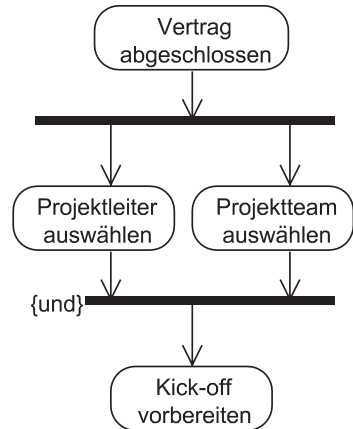 Vertrag
abgeschlossen
Projektleiter
auswählen
Projektteam
auswählen
{und}
Kick-off
vorbereiten